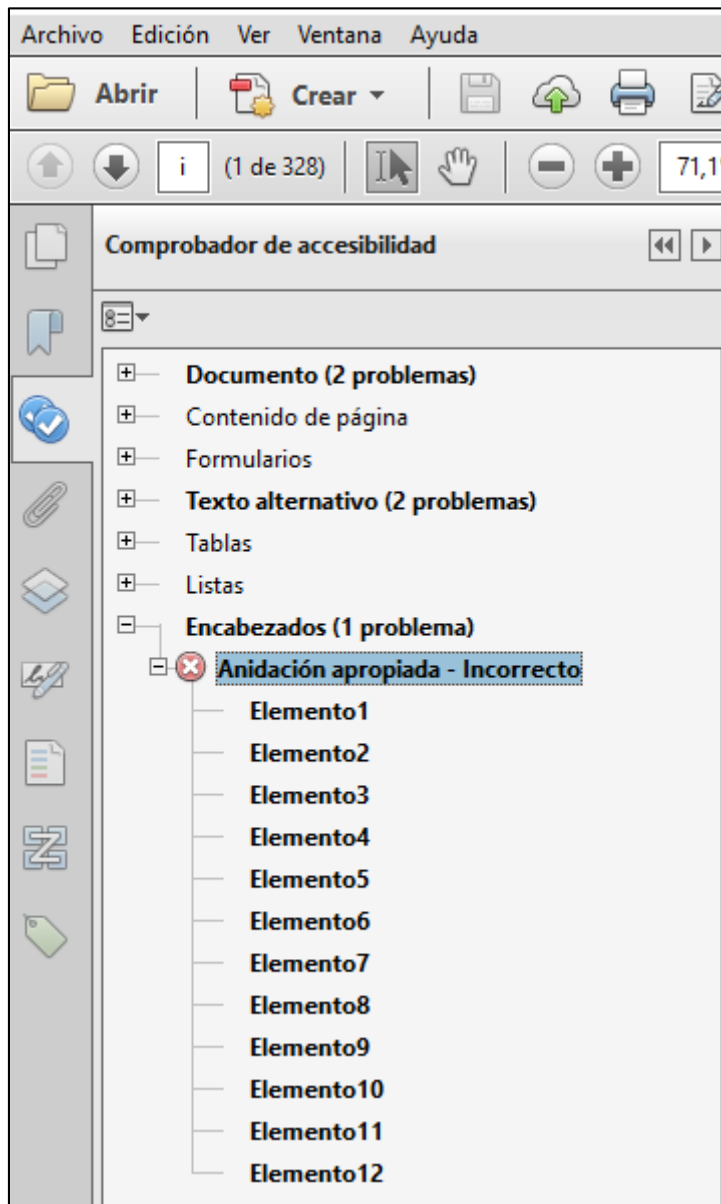 Archivo Edición Ver Ventana Ayuda
Abrir Crear
i (1 de 328) 71,1
Comprobador de accesibilidad
Documento (2 problemas)
Contenido de página
Formularios
Texto alternativo (2 problemas)
Tablas
Listas
Encabezados (1 problema)
Anidación apropiada - Incorrecto
Elemento1
Elemento2
Elemento3
Elemento4
Elemento5
Elemento6
Elemento7
Elemento8
Elemento9
Elemento10
Elemento11
Elemento12